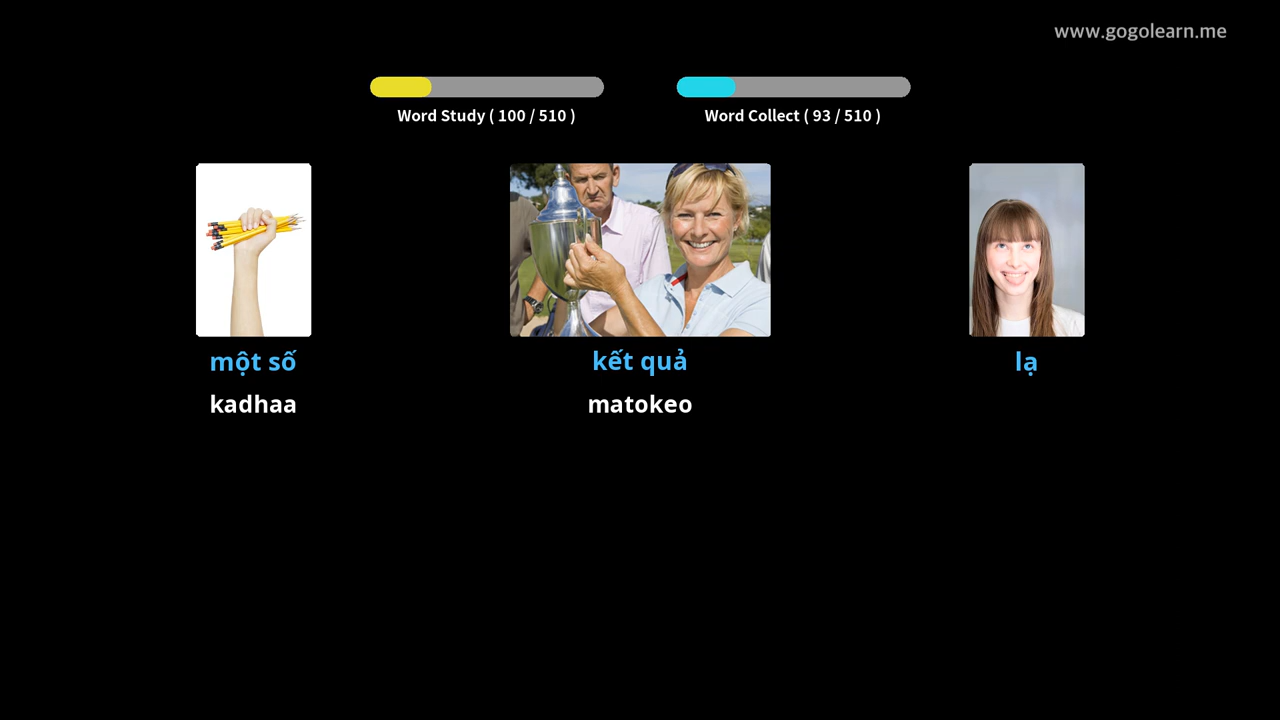 www.gogolearn.me
Word Study ( 100 / 510 )
Word Collect ( 93 / 510 )
một số
kết quả
lạ
kadhaa
matokeo